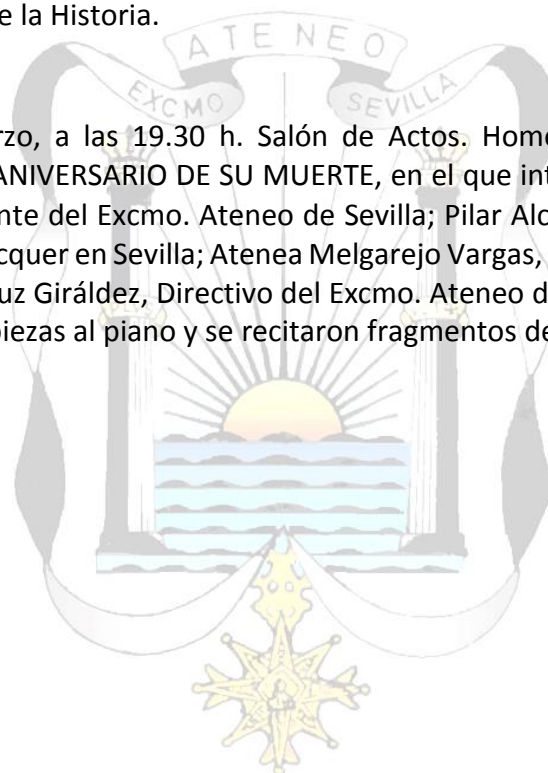 e la Historia.
ATENEO
EXCMO SEVILLA
rzo, a las 19.30 h. Salón de Actos. Home
ANIVERSARIO DE SU MUERTE, en el que int
nte del Excmo. Ateneo de Sevilla; Pilar Alc
cquer en Sevilla; Atenea Melgarejo Vargas,
uz Giráldez, Directivo del Excmo. Ateneo d
piezas al piano y se recitaron fragmentos de